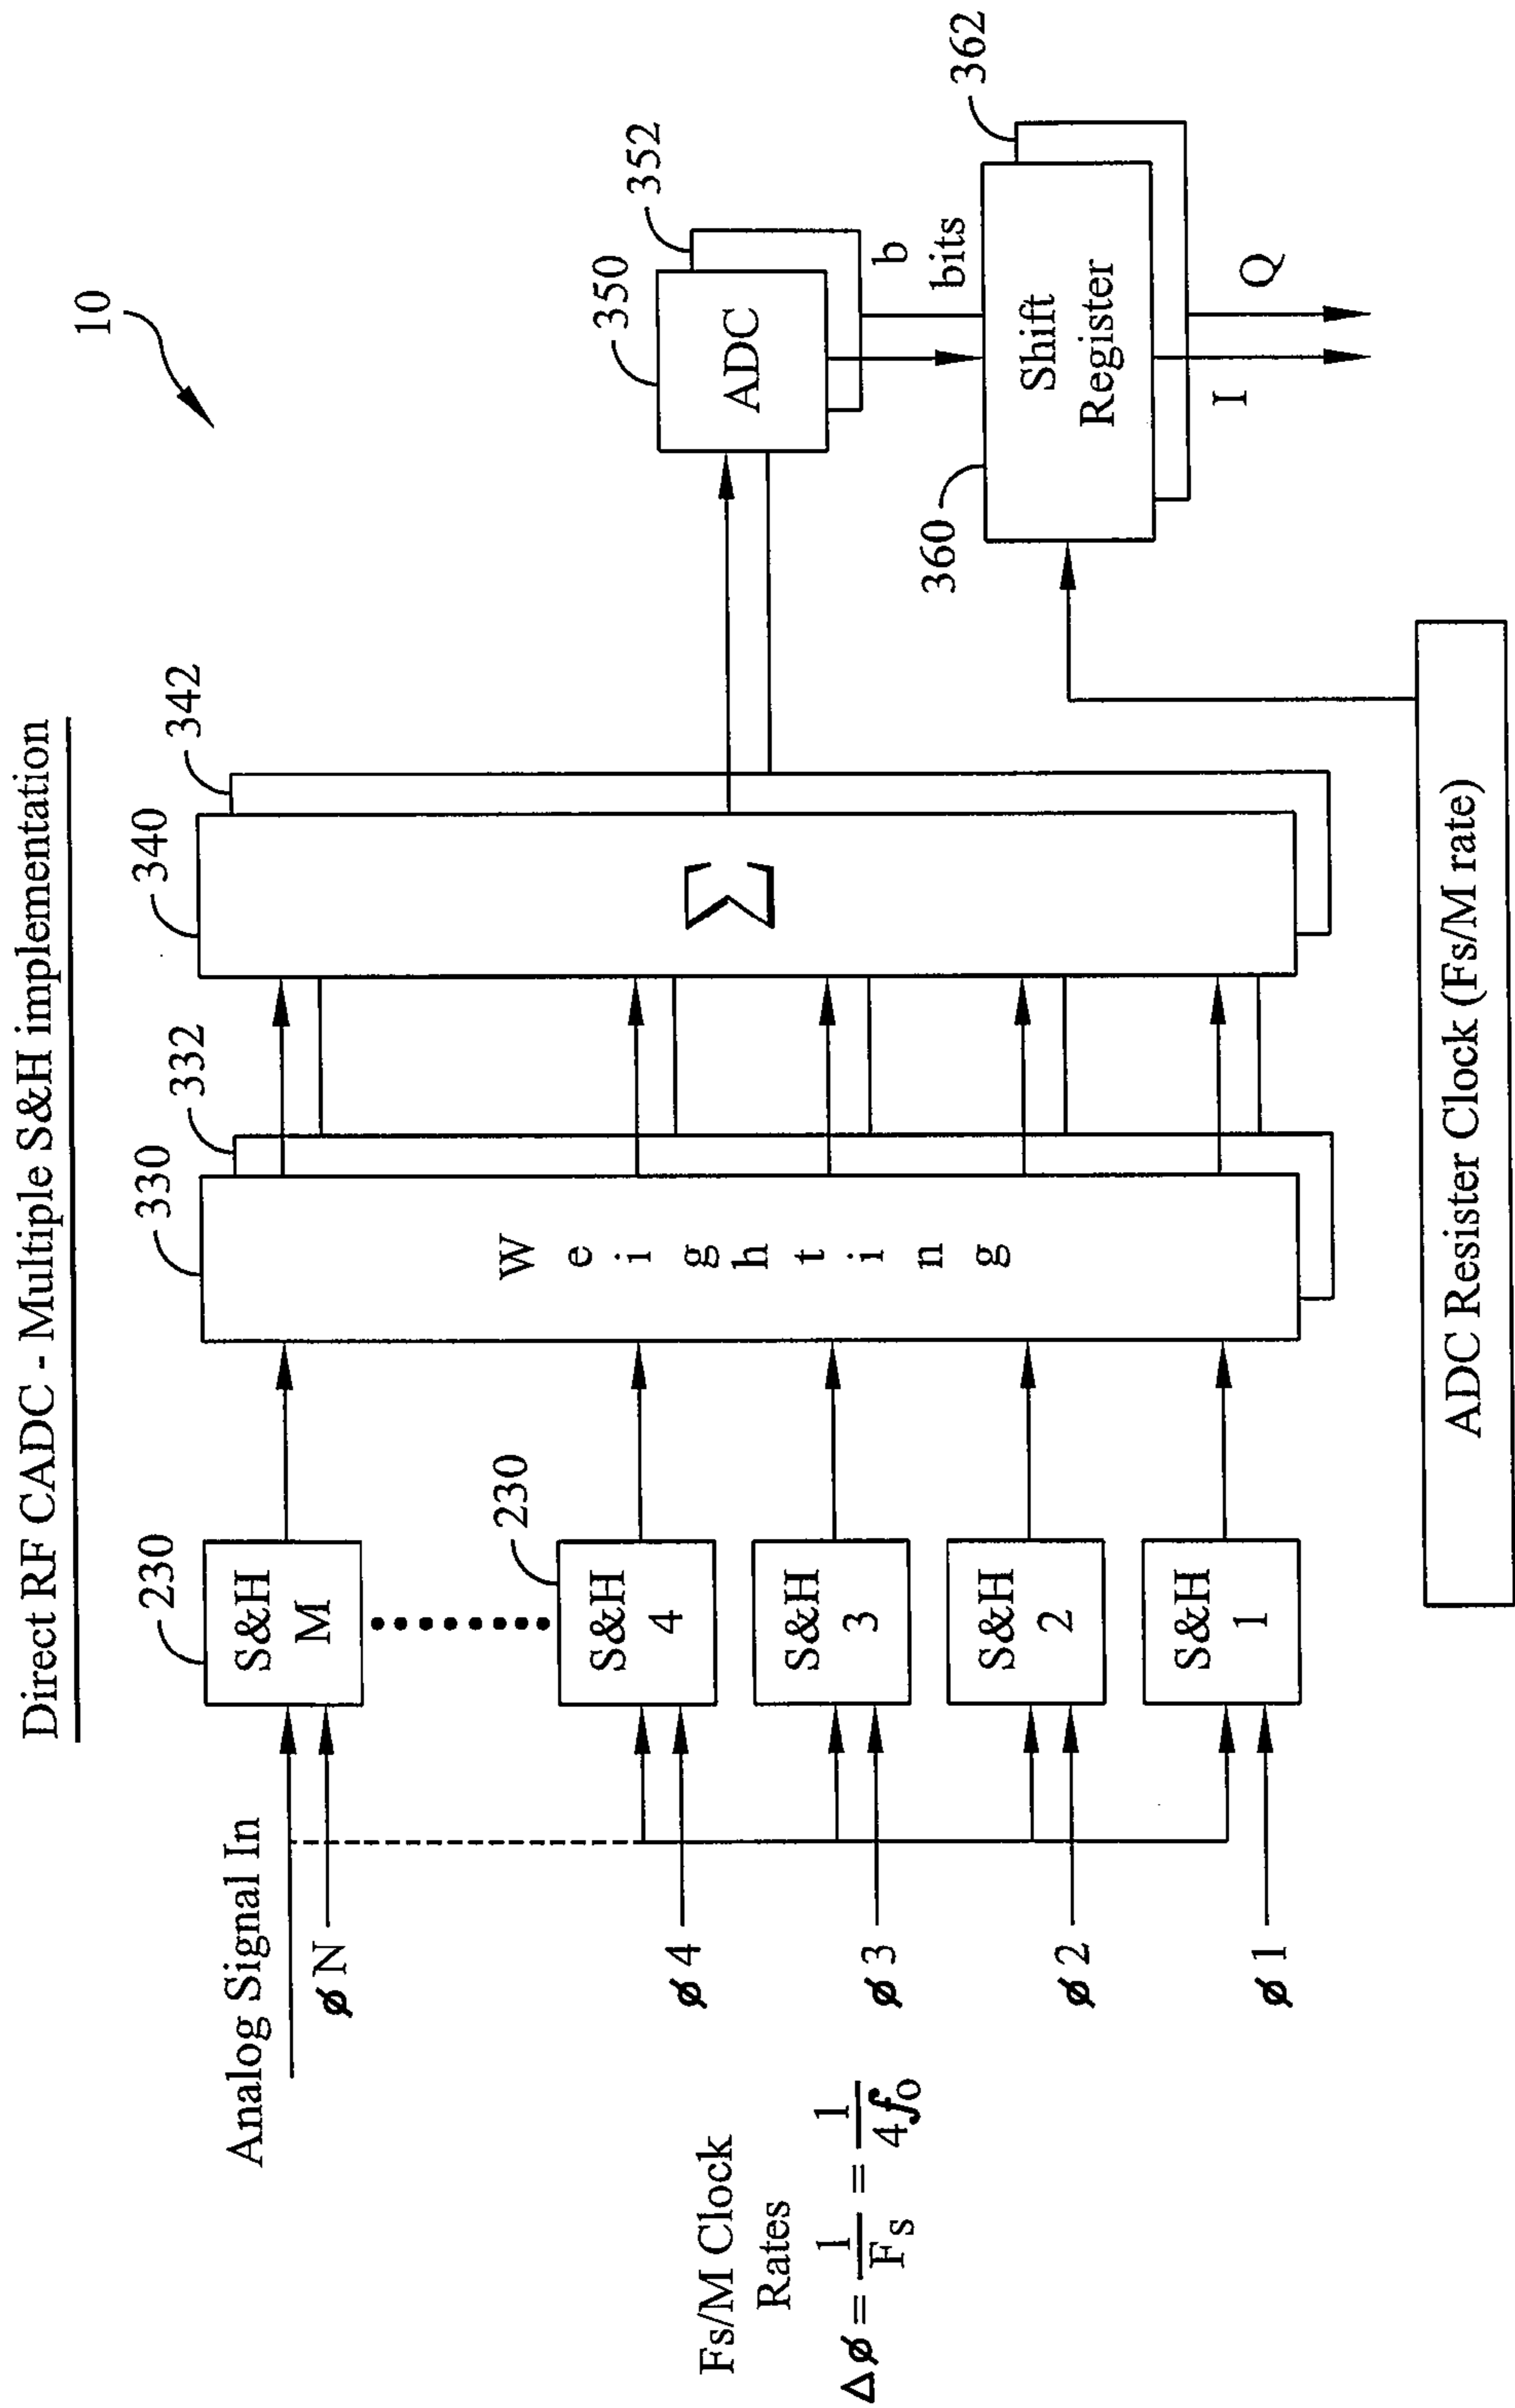 Direct RF CADC - Multiple S&H implementation
10
Analog Signal In
ø N
ø 4
ø 3
ø 2
ø 1
Fs/M Clock
Rates
Δø = 1/Fs = 1/4fo
230
S&H
M
230
S&H
4
S&H
3
S&H
2
S&H
1
330
332
Weighting
340
342
Σ
350
352
ADC
b
bits
360
362
Shift
Register
I
Q
ADC Resister Clock (Fs/M rate)